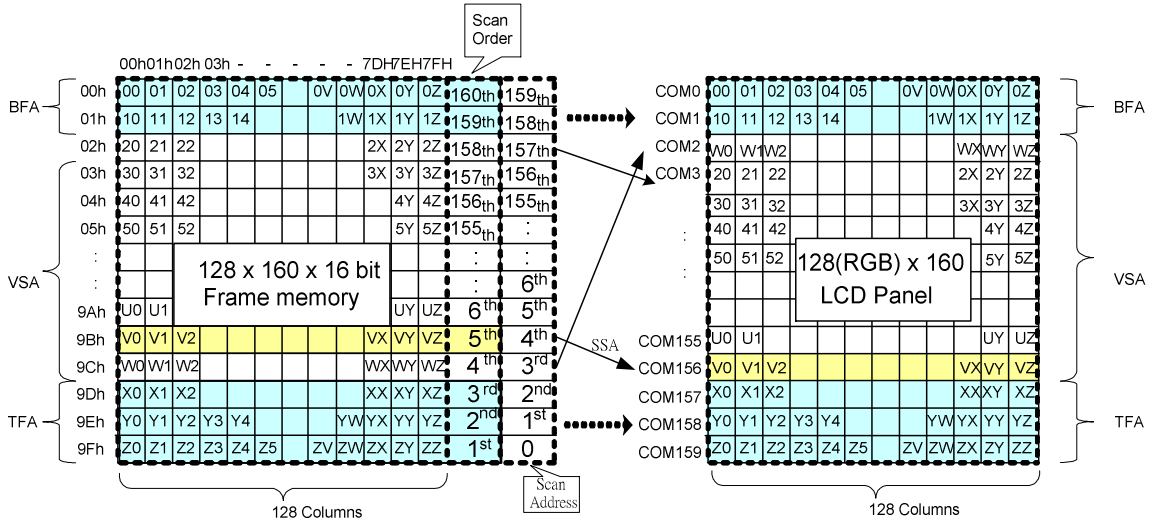 Scan
Order
00h 01h 02h 03h - - - - - 7DH 7EH 7FH
00h 00 01 02 03 04 05 0V 0W 0X 0Y 0Z 160th 159th COM0 00 01 02 03 04 05 0V 0W 0X 0Y 0Z
BFA BFA
01h 10 11 12 13 14 1W 1X 1Y 1Z 159th 158th COM1 10 11 12 13 14 1W 1X 1Y 1Z
02h 20 21 22 2X 2Y 2Z 158th 157th COM2 W0 W1 W2 WX WY WZ
03h 30 31 32 3X 3Y 3Z 157th 156th COM3 20 21 22 2X 2Y 2Z
04h 40 41 42 4Y 4Z 156th 155th 30 31 32 3X 3Y 3Z
05h 50 51 52 5Y 5Z 155th : : 40 41 42 4Y 4Z
: : 50 51 52 5Y 5Z
128 x 160 x 16 bit
Frame memory
128(RGB) x 160
LCD Panel
VSA : 6th VSA
9Ah U0 U1 UY UZ 6th 5th COM155 U0 U1 UY UZ
9Bh V0 V1 V2 VX VY VZ 5th 4th SSA
9Ch W0 W1 W2 WX WY WZ 4th 3rd COM156 V0 V1 V2 VX VY VZ
9Dh X0 X1 X2 XX XY XZ 3rd 2nd COM157 X0 X1 X2 XX XY XZ
TFA 9Eh Y0 Y1 Y2 Y3 Y4 YW YX YY YZ 2nd 1st COM158 Y0 Y1 Y2 Y3 Y4 YW YX YY YZ TFA
9Fh Z0 Z1 Z2 Z3 Z4 Z5 ZV ZW ZX ZY ZZ 1st 0 COM159 Z0 Z1 Z2 Z3 Z4 Z5 ZV ZW ZX ZY ZZ
Scan
Address
128 Columns 128 Columns